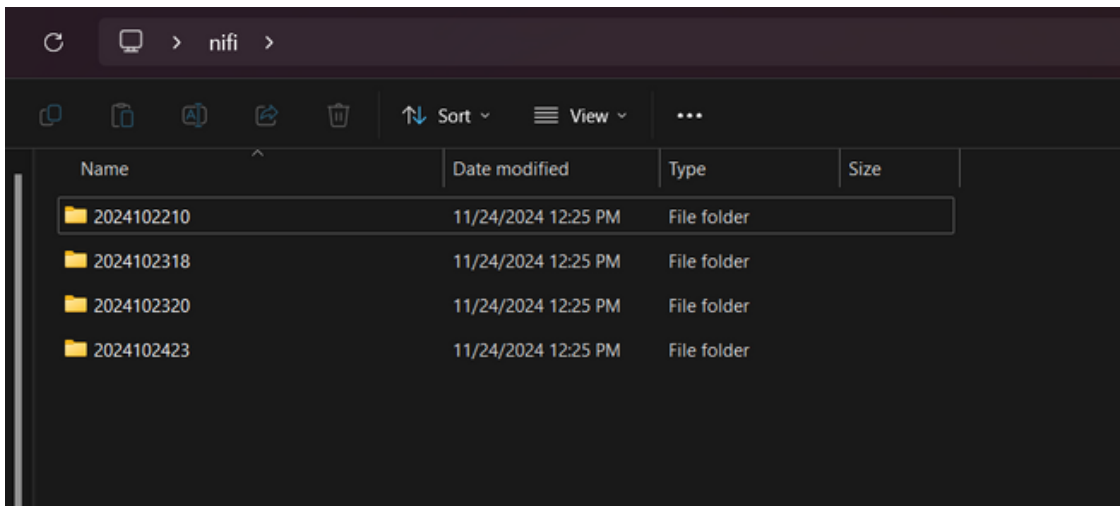 nifi
Sort View
Name Date modified Type Size
2024102210 11/24/2024 12:25 PM File folder
2024102318 11/24/2024 12:25 PM File folder
2024102320 11/24/2024 12:25 PM File folder
2024102423 11/24/2024 12:25 PM File folder